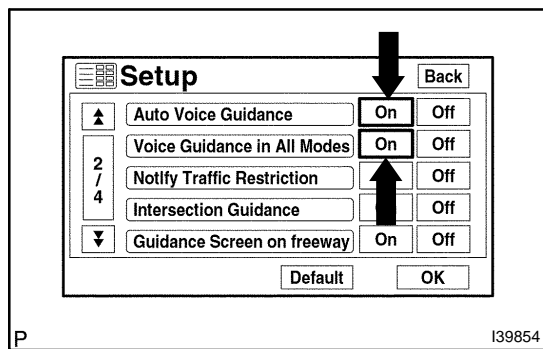 Setup
Back
Auto Voice Guidance On Off
Voice Guidance in All Modes On Off
2/4
NotIfy Traffic Restriction Off
Intersection Guidance Off
Guidance Screen on freeway On Off
Default OK
P I39854